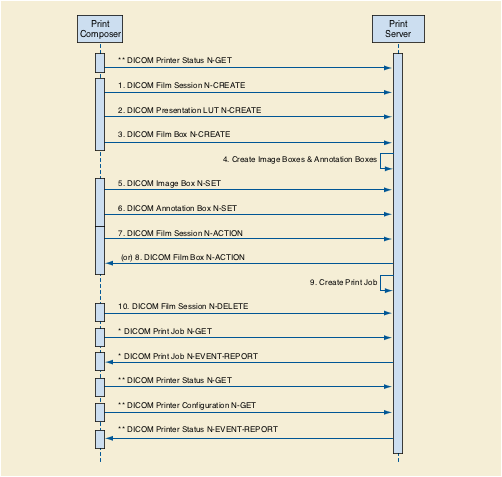 Print
Composer
Print
Server
** DICOM Printer Status N-GET
1. DICOM Film Session N-CREATE
2. DICOM Presentation LUT N-CREATE
3. DICOM Film Box N-CREATE
4. Create Image Boxes & Annotation Boxes
5. DICOM Image Box N-SET
6. DICOM Annotation Box N-SET
7. DICOM Film Session N-ACTION
(or) 8. DICOM Film Box N-ACTION
9. Create Print Job
10. DICOM Film Session N-DELETE
* DICOM Print Job N-GET
* DICOM Print Job N-EVENT-REPORT
** DICOM Printer Status N-GET
** DICOM Printer Configuration N-GET
** DICOM Printer Status N-EVENT-REPORT